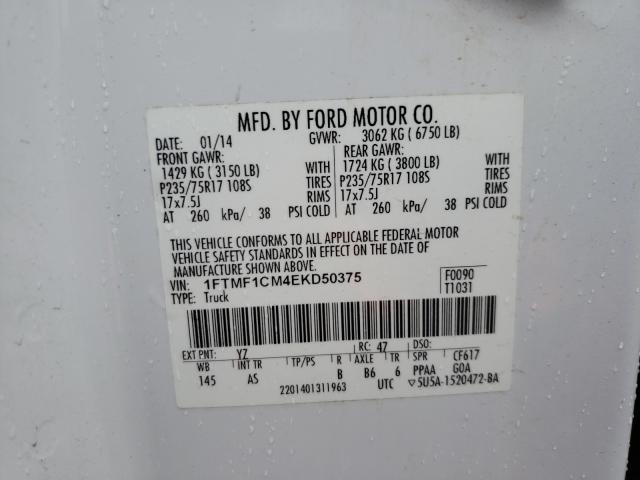 MFD. BY FORD MOTOR CO.
DATE: 01/14 GVWR: 3062 KG ( 6750 LB)
FRONT GAWR: REAR GAWR:
1429 KG ( 3150 LB) WITH 1724 KG ( 3800 LB) WITH
P235/75R17 108S TIRES P235/75R17 108S TIRES
17x7.5J RIMS 17x7.5J RIMS
AT 260 kPa/ 38 PSI COLD AT 260 kPa/ 38 PSI COLD
THIS VEHICLE CONFORMS TO ALL APPLICABLE FEDERAL MOTOR
VEHICLE SAFETY STANDARDS IN EFFECT ON THE DATE OF
MANUFACTURE SHOWN ABOVE.
VIN: 1FTMF1CM4EKD50375 F0090
TYPE: Truck T1031
EXT PNT: YZ RC: 47 DSO:
WB INT TR TP/PS R AXLE TR SPR CF617
145 AS B B6 6 PPAA GOA
2201401311963 UTC ▽5U5A-1520472-BA